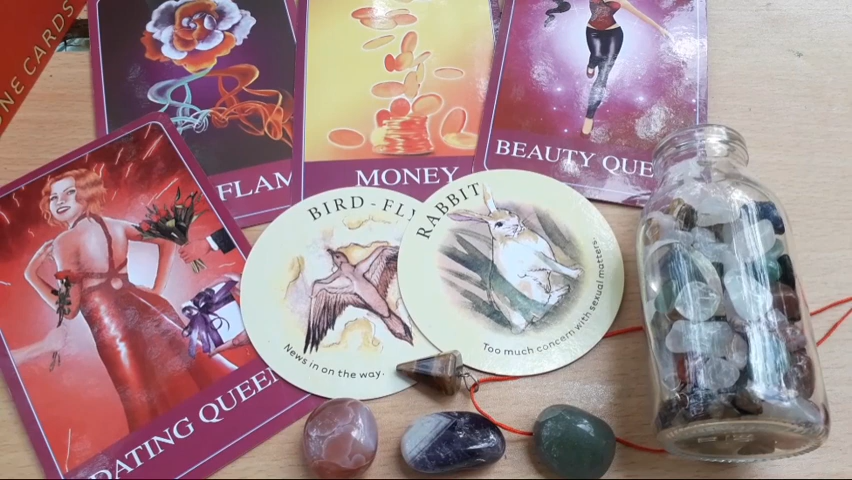 NE CARDS
FLAM
MONEY
BEAUTY QUE
BIRD-FL
RABBIT
News in on the way.
Too much concern with sexual matters.
DATING QUEEN